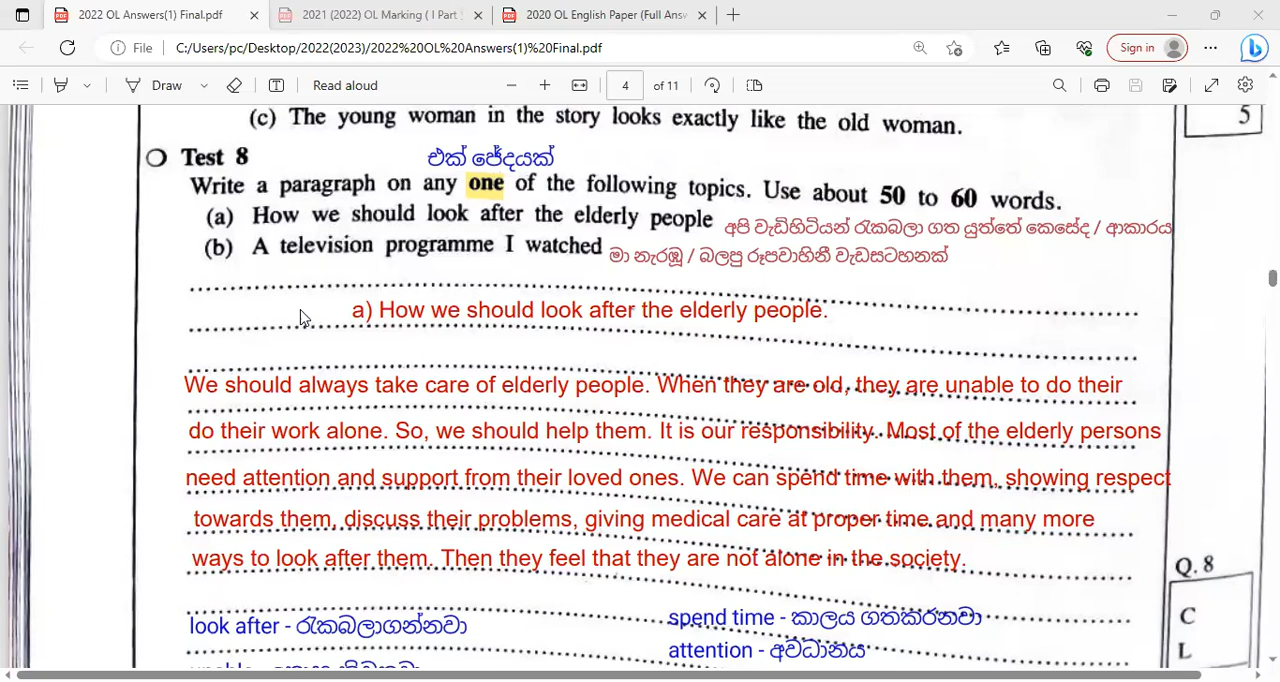 2022 OL Answers(1) Final.pdf
2021 (2022) OL Marking ( I Part
2020 OL English Paper (Full Answ
File C:/Users/pc/Desktop/2022(2023)/2022%20OL%20Answers(1)%20Final.pdf
Sign in
Draw
Read aloud
4 of 11
(c) The young woman in the story looks exactly like the old woman.
5
Test 8 එක් ඡේදයක්
Write a paragraph on any one of the following topics. Use about 50 to 60 words.
(a) How we should look after the elderly people අපි වැඩිහිටියන් රැකබලා ගත යුත්තේ කෙසේද / ආකාරය
(b) A television programme I watched මා නැරඹූ / බලපු රූපවාහිනී වැඩසටහනක්
a) How we should look after the elderly people.
We should always take care of elderly people. When they are old, they are unable to do their
do their work alone. So, we should help them. It is our responsibility. Most of the elderly persons
need attention and support from their loved ones. We can spend time with them, showing respect
towards them, discuss their problems, giving medical care at proper time and many more
ways to look after them. Then they feel that they are not alone in the society.
Q. 8
look after - රැකබලාගන්නවා
spend time - කාලය ගතකරනවා
C
attention - අවධානය
L